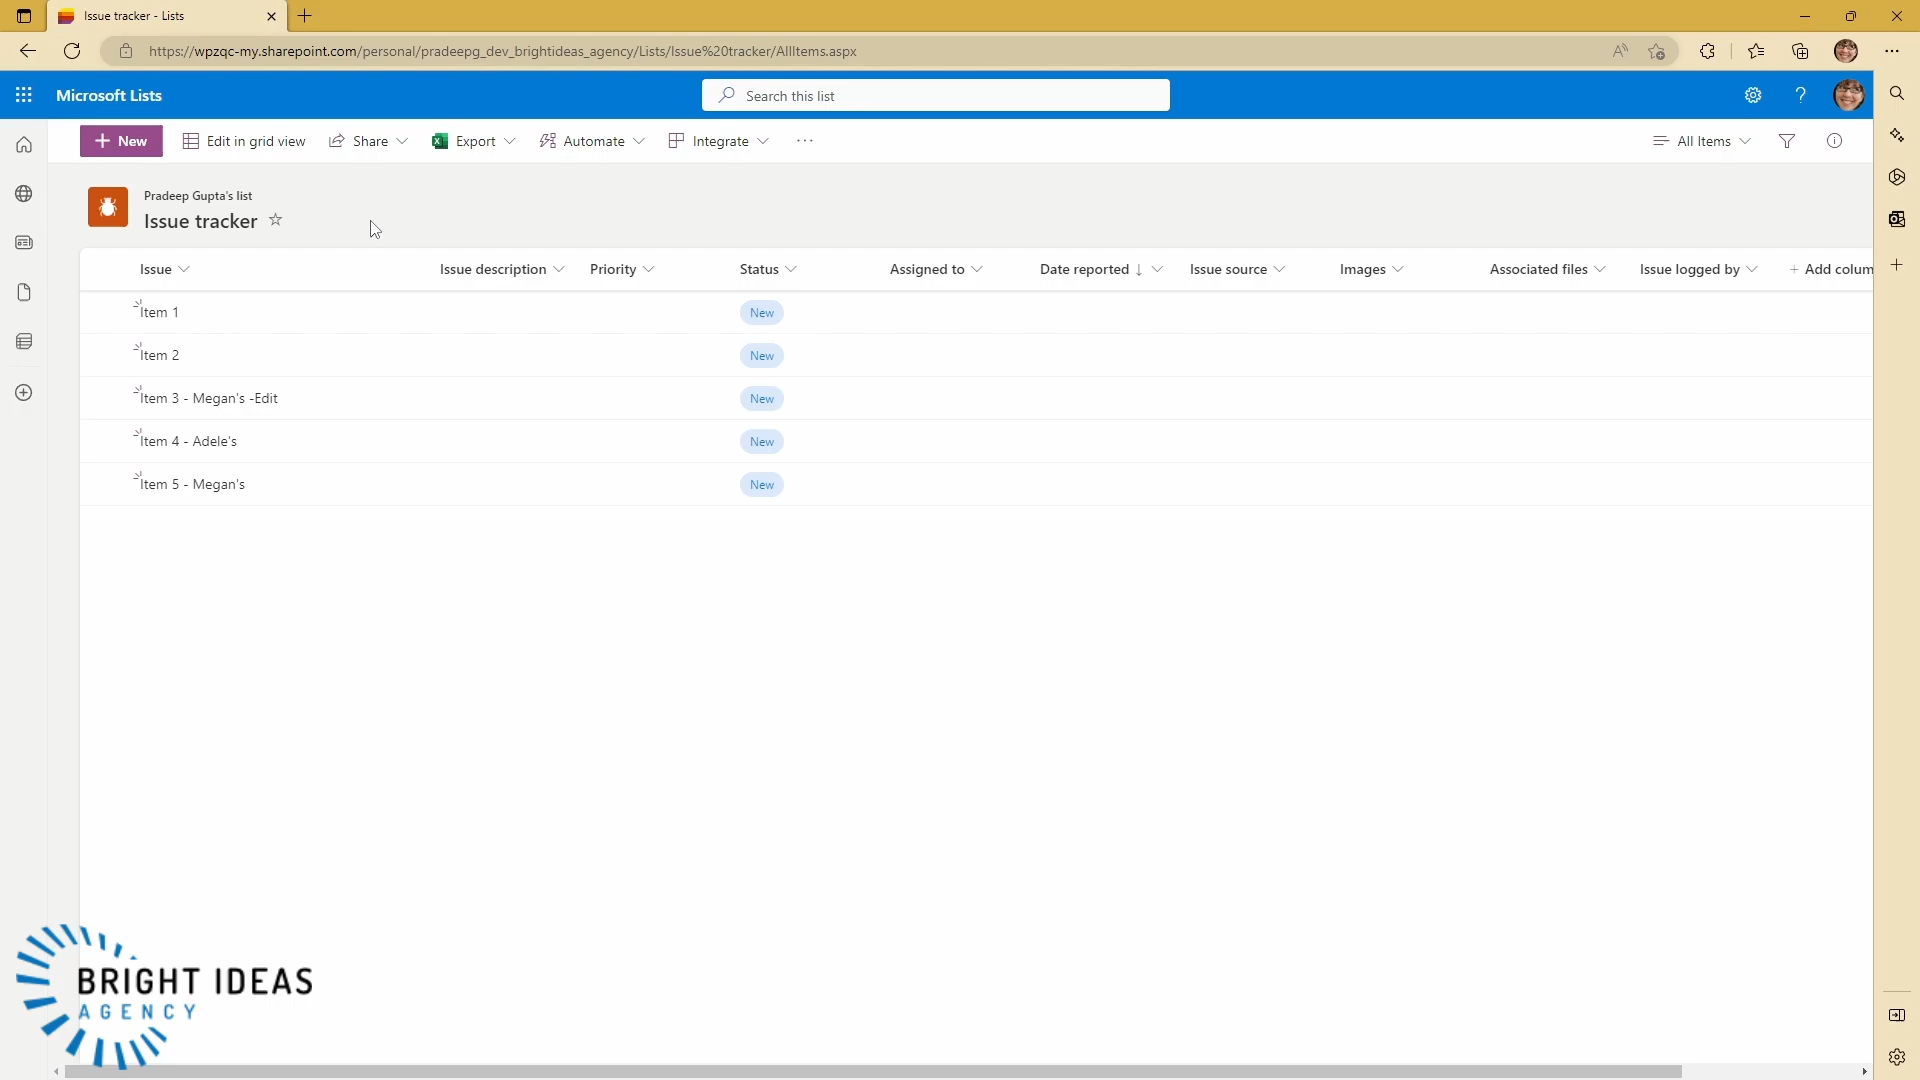 Issue tracker - Lists
https://wpzqc-my.sharepoint.com/personal/pradeepg_dev_brightideas_agency/Lists/Issue%20tracker/AllItems.aspx
Microsoft Lists
Search this list
New
Edit in grid view
Share
Export
Automate
Integrate
All Items
Pradeep Gupta's list
Issue tracker
Issue Issue description Priority Status Assigned to Date reported Issue source Images Associated files Issue logged by + Add colum
Item 1 New
Item 2 New
Item 3 - Megan's -Edit New
Item 4 - Adele's New
Item 5 - Megan's New
BRIGHT IDEAS
AGENCY